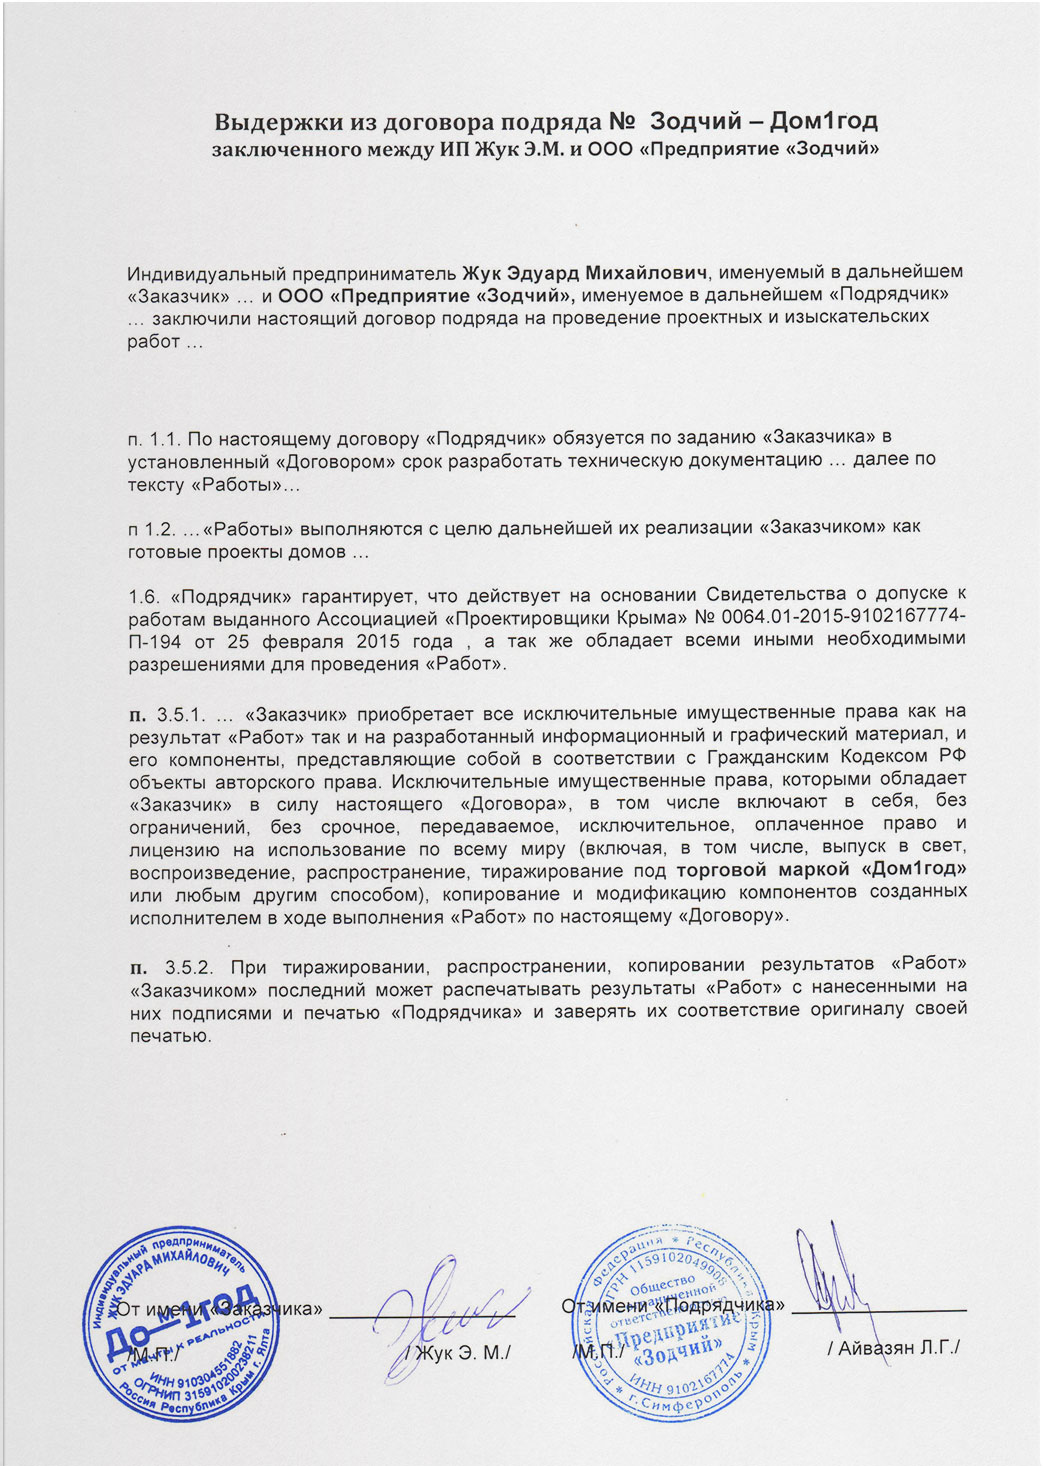 Выдержки из договора подряда № Зодчий – Дом1год
заключенного между ИП Жук Э.М. и ООО «Предприятие «Зодчий»
Индивидуальный предприниматель Жук Эдуард Михайлович, именуемый в дальнейшем
«Заказчик» … и ООО «Предприятие «Зодчий», именуемое в дальнейшем «Подрядчик»
… заключили настоящий договор подряда на проведение проектных и изыскательских
работ …
п. 1.1. По настоящему договору «Подрядчик» обязуется по заданию «Заказчика» в
установленный «Договором» срок разработать техническую документацию … далее по
тексту «Работы»…
п 1.2. …«Работы» выполняются с целю дальнейшей их реализации «Заказчиком» как
готовые проекты домов …
1.6. «Подрядчик» гарантирует, что действует на основании Свидетельства о допуске к
работам выданного Ассоциацией «Проектировщики Крыма» № 0064.01-2015-9102167774-
П-194 от 25 февраля 2015 года , а так же обладает всеми иными необходимыми
разрешениями для проведения «Работ».
п. 3.5.1. … «Заказчик» приобретает все исключительные имущественные права как на
результат «Работ» так и на разработанный информационный и графический материал, и
его компоненты, представляющие собой в соответствии с Гражданским Кодексом РФ
объекты авторского права. Исключительные имущественные права, которыми обладает
«Заказчик» в силу настоящего «Договора», в том числе включают в себя, без
ограничений, без срочное, передаваемое, исключительное, оплаченное право и
лицензию на использование по всему миру (включая, в том числе, выпуск в свет,
воспроизведение, распространение, тиражирование под торговой маркой «Дом1год»
или любым другим способом), копирование и модификацию компонентов созданных
исполнителем в ходе выполнения «Работ» по настоящему «Договору».
п. 3.5.2. При тиражировании, распространении, копировании результатов «Работ»
«Заказчиком» последний может распечатывать результаты «Работ» с нанесенными на
них подписями и печатью «Подрядчика» и заверять их соответствие оригиналу своей
печатью.
От имени «Заказчика»
/М.П./
/ Жук Э. М./
Индивидуальный предприниматель
ЖУК ЭДУАРД МИХАЙЛОВИЧ
До м 1год
ОТ МЕЧТЫ К РЕАЛЬНОСТИ
ИНН 910304551882
ОГРНИП 315910200238211
Россия Республика Крым г. Ялта
От имени «Подрядчика»
/М.П./
/ Айвазян Л.Г./
Российская Федерация * Республика Крым *
ОГРН 1159102049908
Общество
с ограниченной
ответственностью
«Предприятие
«Зодчий»
ИНН 9102167774
* г.Симферополь *